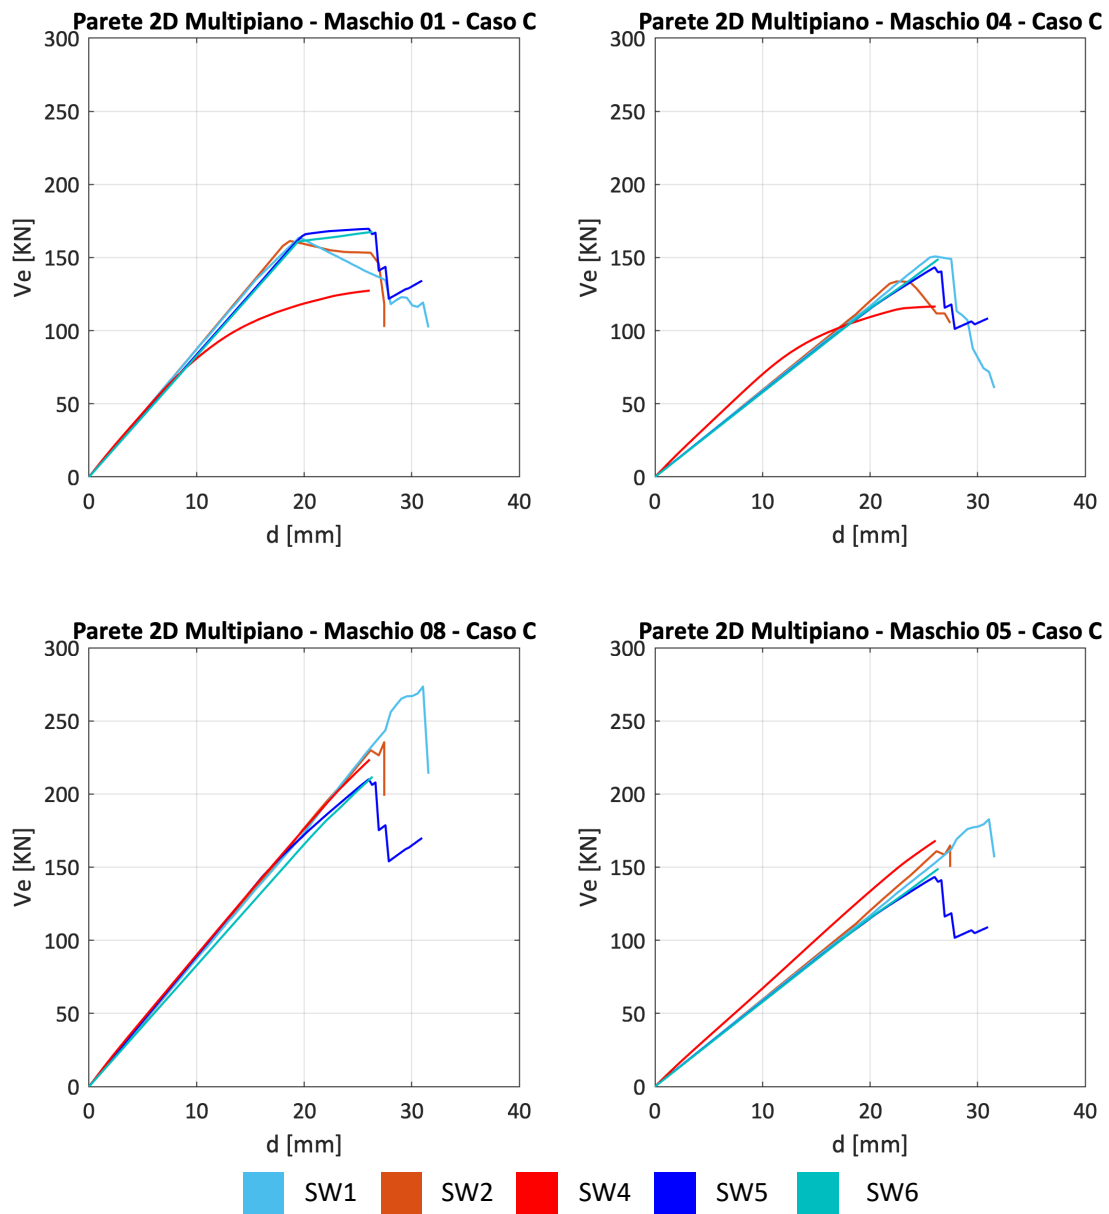 Parete 2D Multipiano - Maschio 01 - Caso C
300
250
200
150
100
50
0
Ve [KN]
0 10 20 30 40
d [mm]
Parete 2D Multipiano - Maschio 04 - Caso C
300
250
200
150
100
50
0
Ve [KN]
0 10 20 30 40
d [mm]
Parete 2D Multipiano - Maschio 08 - Caso C
300
250
200
150
100
50
0
Ve [KN]
0 10 20 30 40
d [mm]
Parete 2D Multipiano - Maschio 05 - Caso C
300
250
200
150
100
50
0
Ve [KN]
0 10 20 30 40
d [mm]
SW1 SW2 SW4 SW5 SW6